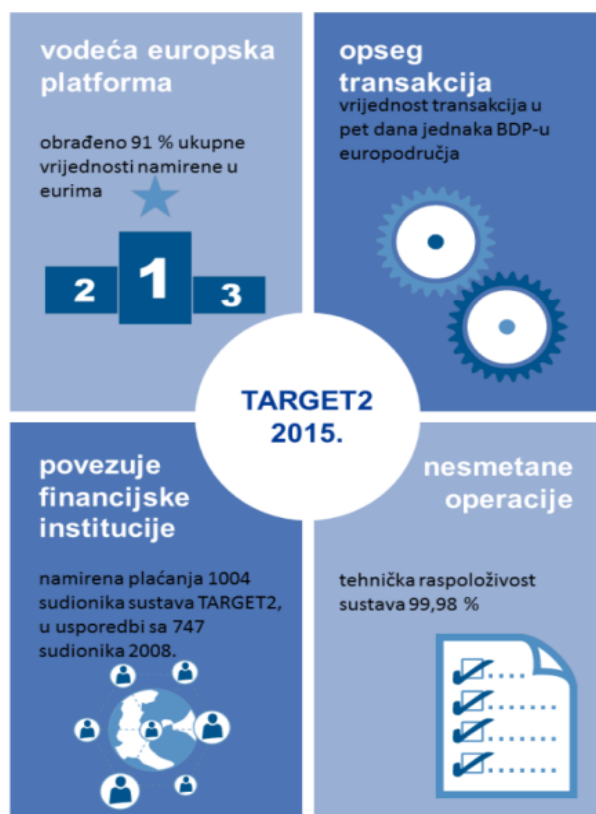 vodeća europska
platforma
obrađeno 91 % ukupne
vrijednosti namirene u
eurima
2
1
3
opseg
transakcija
vrijednost transakcija u
pet dana jednaka BDP-u
europodručja
TARGET2
2015.
povezuje
financijske
institucije
namirena plaćanja 1004
sudionika sustava TARGET2,
u usporedbi sa 747
sudionika 2008.
nesmetane
operacije
tehnička raspoloživost
sustava 99,98 %